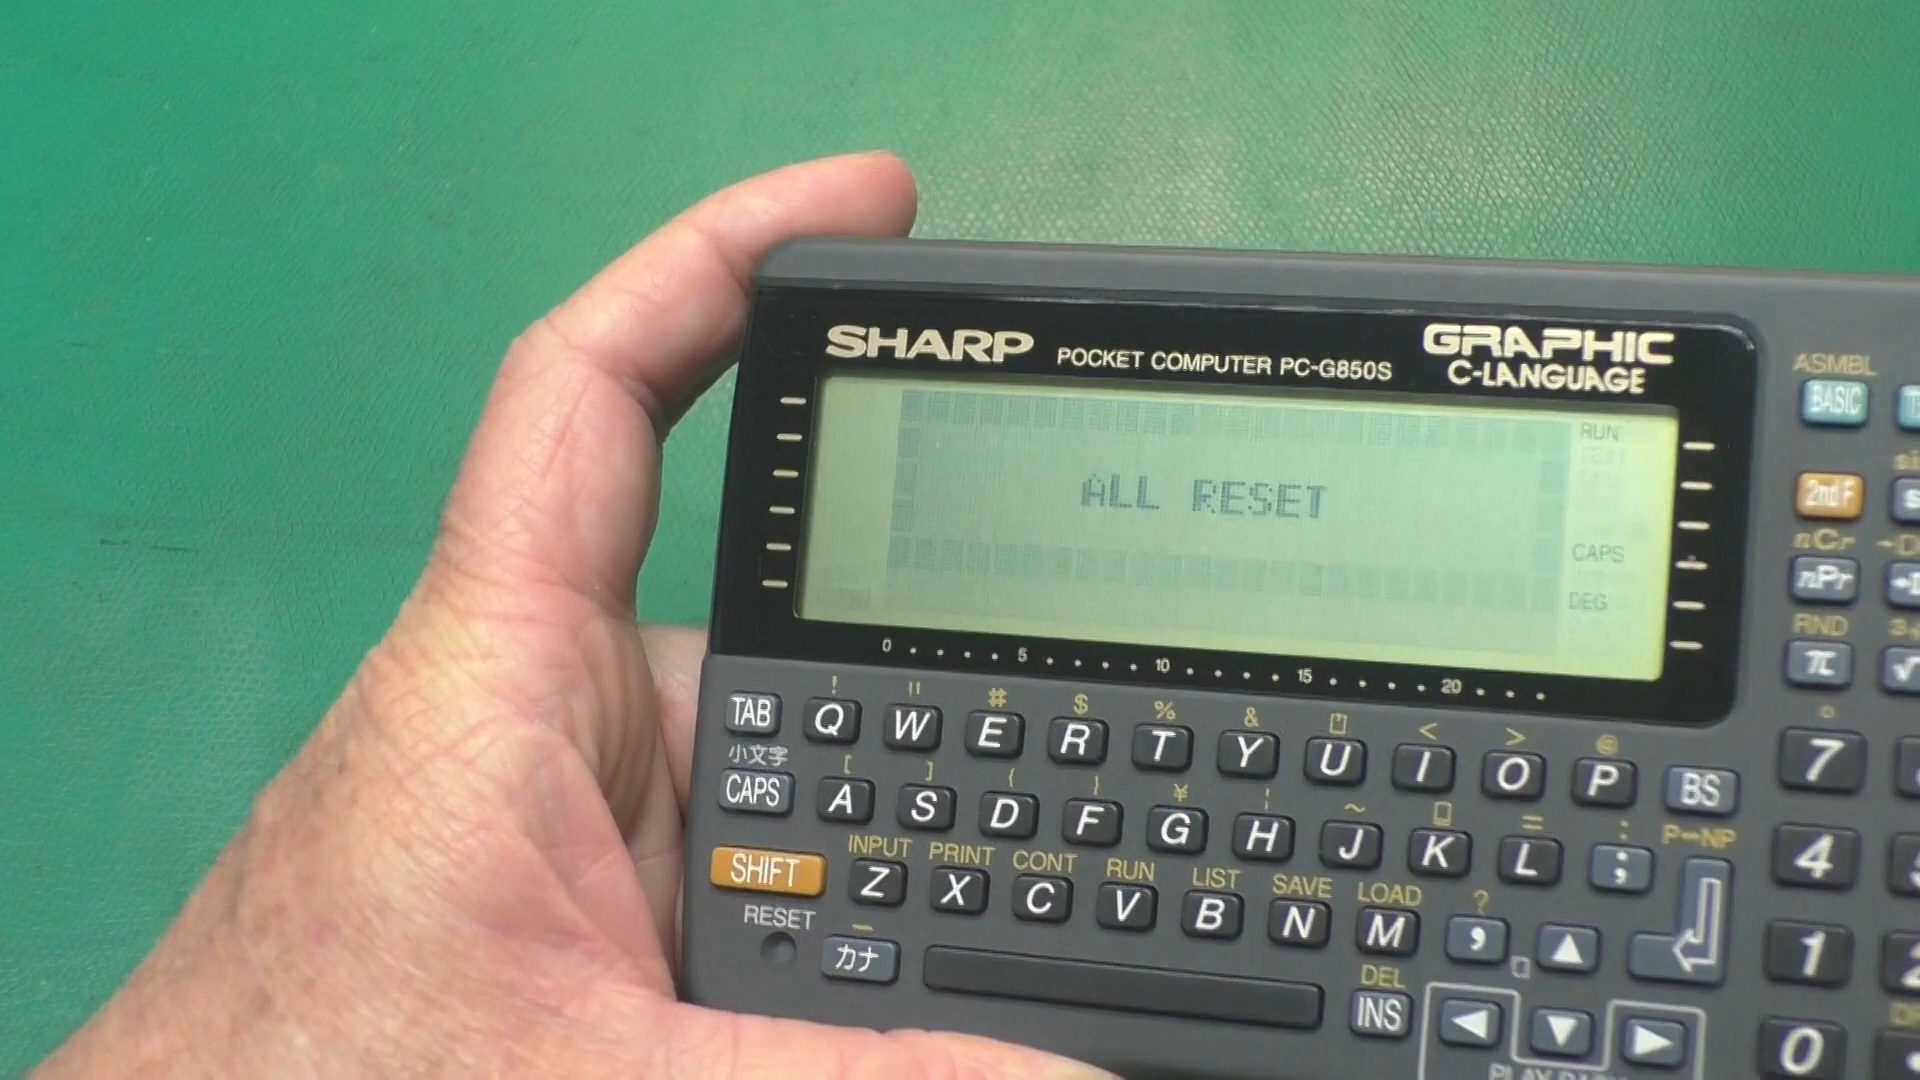 SHARP POCKET COMPUTER PC-G850S GRAPHIC
C-LANGUAGE
RUN
TEXT
ALL RESET
CAPS
DEG
0 5 10 15 20
ASMBL
BASIC
2nd F
nCr
nPr
RND
π √
! " # $ % & < > @
TAB Q W E R T Y U I O P BS
小文字 [ ] { } ¥ ¦ ~ = :
CAPS A S D F G H J K L ;
P↔NP
INPUT PRINT CONT RUN LIST SAVE LOAD ?
SHIFT Z X C V B N M , ▲
RESET
カナ
DEL
INS ◀ ▼ ▶
7
4
1
0